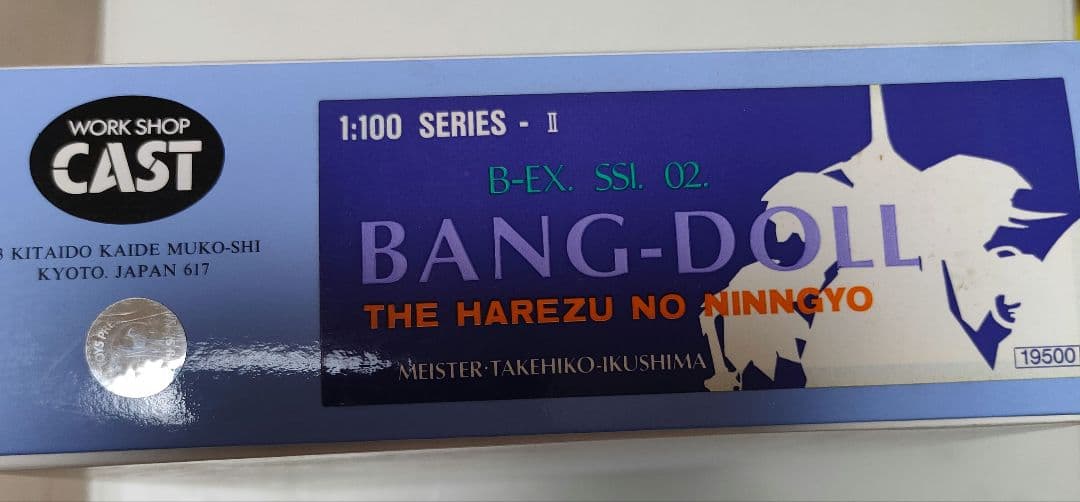 WORK SHOP
CAST
KITAIDO KAIDE MUKO-SHI
KYOTO. JAPAN 617
1:100 SERIES - II
B-EX. SSI. 02.
BANG-DOLL
THE HAREZU NO NINNGYO
MEISTER·TAKEHIKO-IKUSHIMA
19500